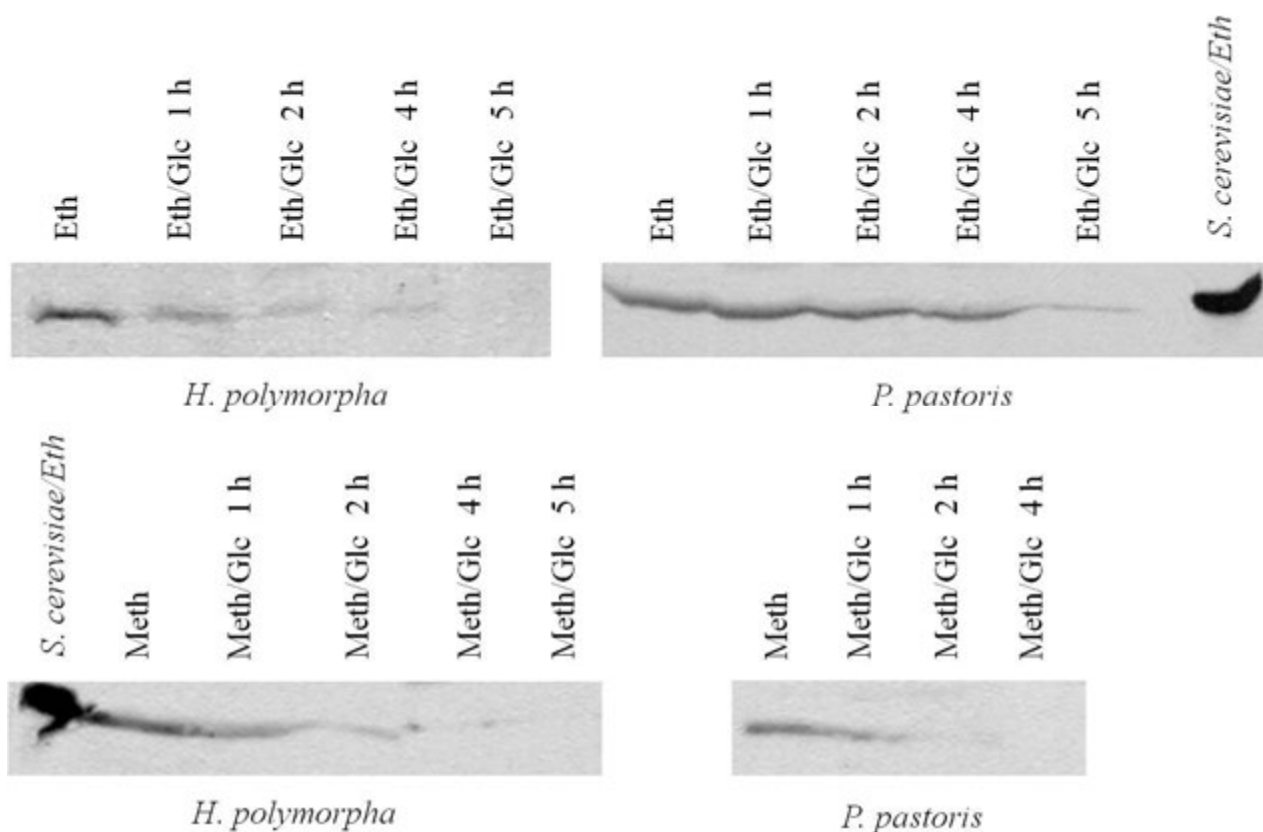 Eth
Eth/Glc 1 h
Eth/Glc 2 h
Eth/Glc 4 h
Eth/Glc 5 h
Eth
Eth/Glc 1 h
Eth/Glc 2 h
Eth/Glc 4 h
Eth/Glc 5 h
S. cerevisiae/Eth
H. polymorpha
P. pastoris
S. cerevisiae/Eth
Meth
Meth/Glc 1 h
Meth/Glc 2 h
Meth/Glc 4 h
Meth/Glc 5 h
Meth
Meth/Glc 1 h
Meth/Glc 2 h
Meth/Glc 4 h
H. polymorpha
P. pastoris